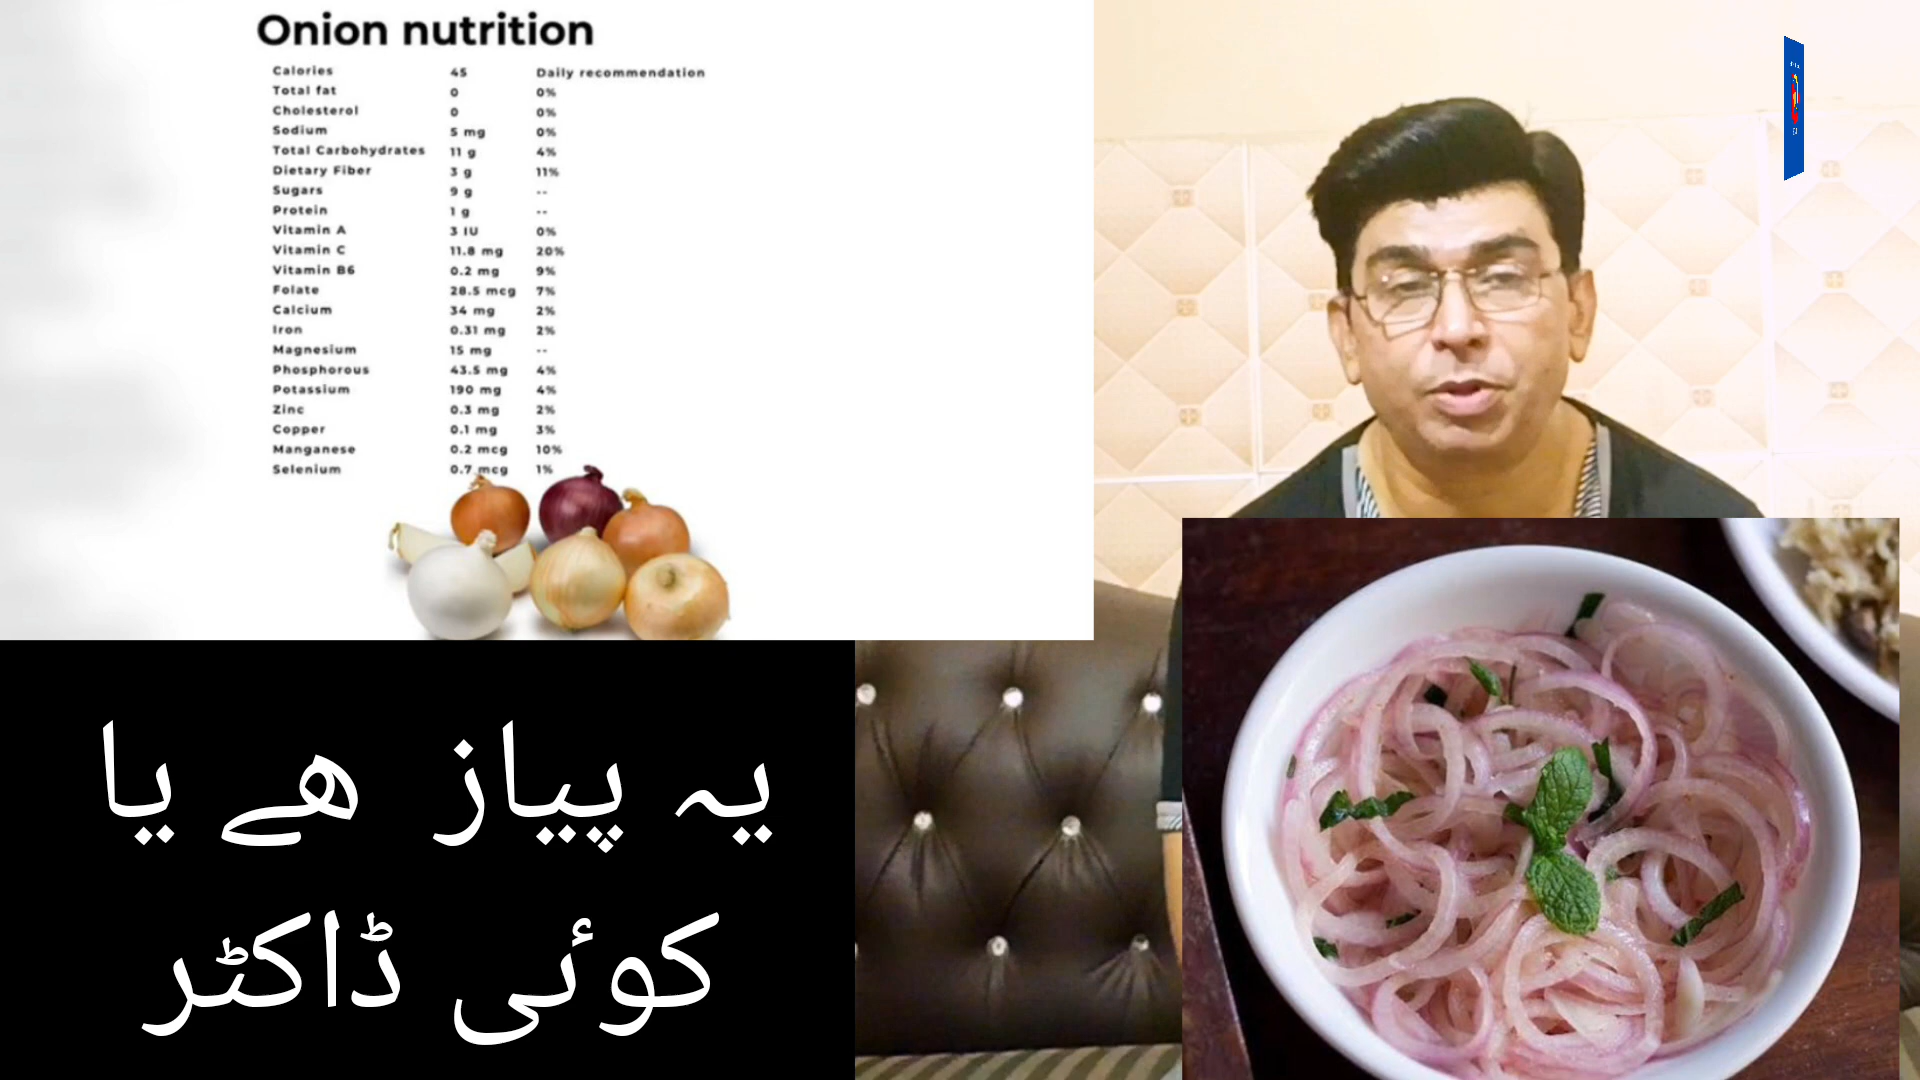 Onion nutrition
Calories 45 Daily recommendation
Total fat 0 0%
Cholesterol 0 0%
Sodium 5 mg 0%
Total Carbohydrates 11 g 4%
Dietary Fiber 3 g 11%
Sugars 9 g --
Protein 1 g --
Vitamin A 3 IU 0%
Vitamin C 11.8 mg 20%
Vitamin B6 0.2 mg 9%
Folate 28.5 mcg 7%
Calcium 34 mg 2%
Iron 0.31 mg 2%
Magnesium 15 mg --
Phosphorous 43.5 mg 4%
Potassium 190 mg 4%
Zinc 0.3 mg 2%
Copper 0.1 mg 3%
Manganese 0.2 mcg 10%
Selenium 0.7 mcg 1%
یہ پیاز ھے یا
کوئی ڈاکٹر